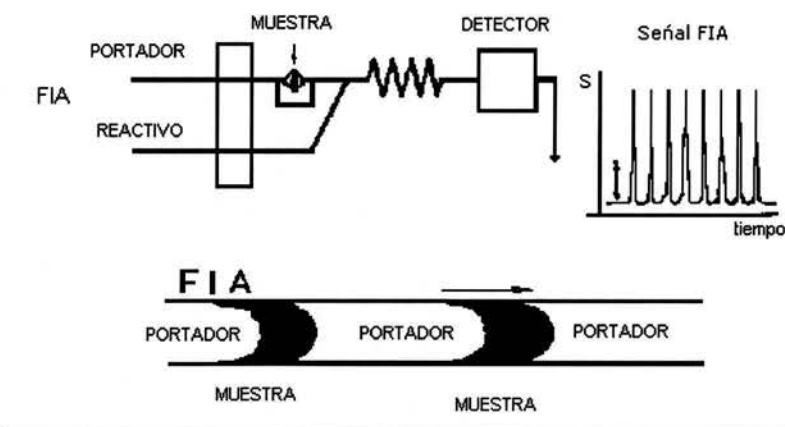 MUESTRA
DETECTOR
Señal FIA
PORTADOR
FIA
S
REACTIVO
tiempo
FIA
PORTADOR
PORTADOR
PORTADOR
MUESTRA
MUESTRA